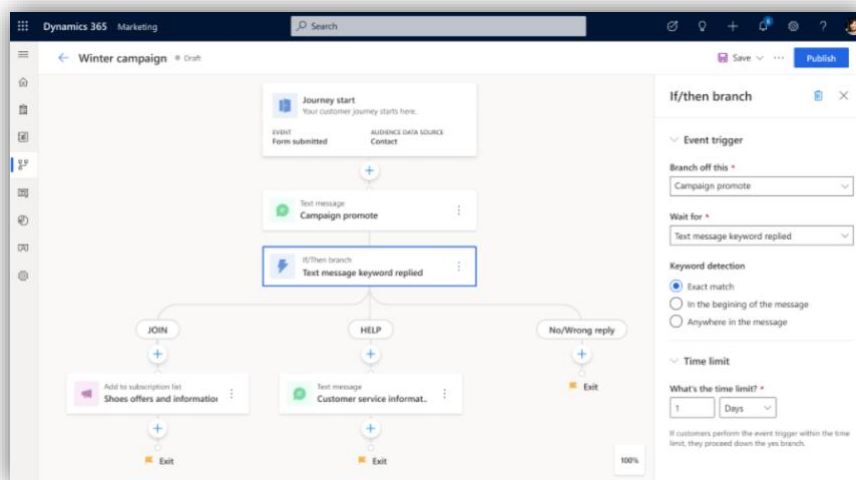 Dynamics 365 Marketing
Search
Winter campaign Draft
Save
Publish
Journey start
Your customer journey starts here.
EVENT AUDIENCE DATA SOURCE
Form submitted Contact
Text message
Campaign promote
If/Then branch
Text message keyword replied
JOIN HELP No/Wrong reply
Add to subscription list
Shoes offers and information
Text message
Customer service informat..
Exit
Exit
Exit
100%
If/then branch
Event trigger
Branch off this *
Campaign promote
Wait for *
Text message keyword replied
Keyword detection
Exact match
In the begining of the message
Anywhere in the message
Time limit
What's the time limit? *
1 Days
If customers perform the event trigger within the time
limit, they proceed down the yes branch.